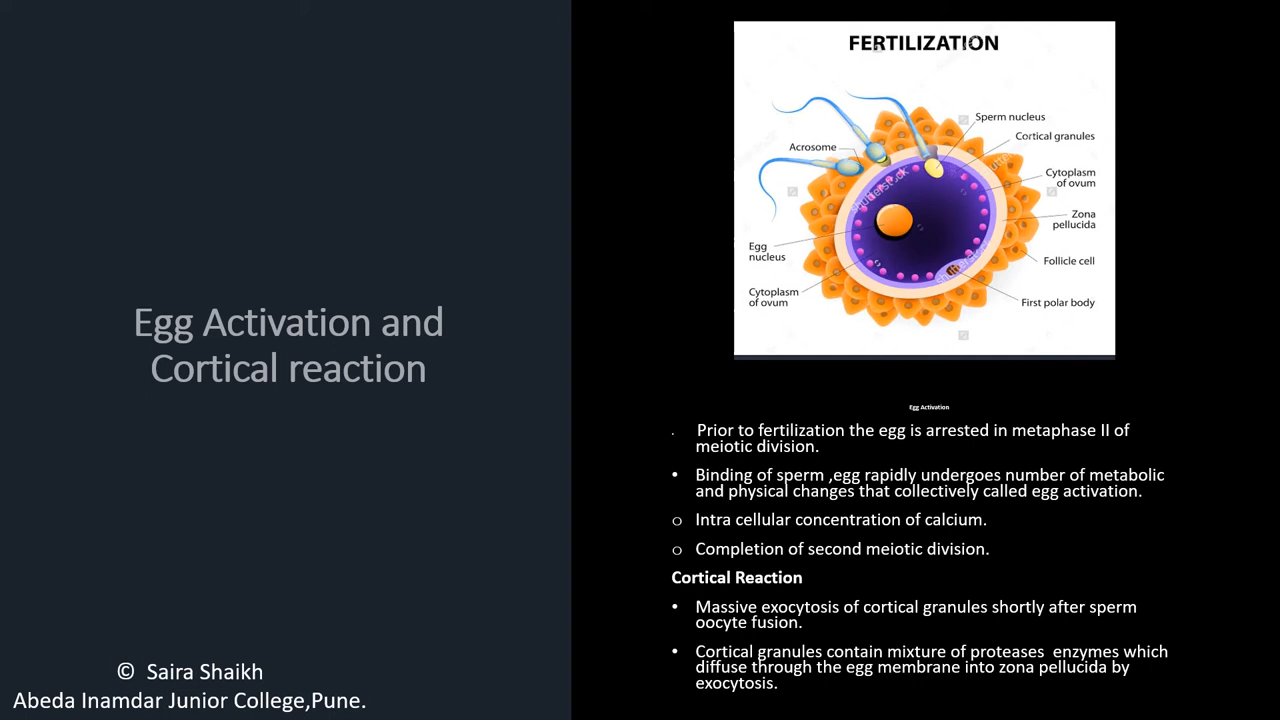 Egg Activation and
Cortical reaction
© Saira Shaikh
Abeda Inamdar Junior College,Pune.
FERTILIZATION
Sperm nucleus
Cortical granules
Acrosome
Cytoplasm
of ovum
Zona
pellucida
Egg
nucleus
Follicle cell
Cytoplasm
of ovum
First polar body
shutterstock
shutterstock
Egg Activation
. Prior to fertilization the egg is arrested in metaphase II of
meiotic division.
• Binding of sperm ,egg rapidly undergoes number of metabolic
and physical changes that collectively called egg activation.
o Intra cellular concentration of calcium.
o Completion of second meiotic division.
Cortical Reaction
• Massive exocytosis of cortical granules shortly after sperm
oocyte fusion.
• Cortical granules contain mixture of proteases enzymes which
diffuse through the egg membrane into zona pellucida by
exocytosis.